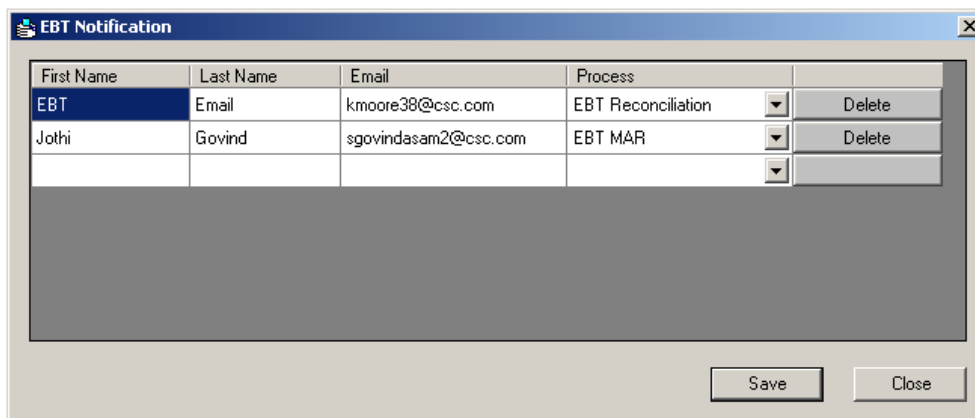 EBT Notification
First Name Last Name Email Process
EBT Email kmoore38@csc.com EBT Reconciliation Delete
Jothi Govind sgovindasam2@csc.com EBT MAR Delete
Save Close